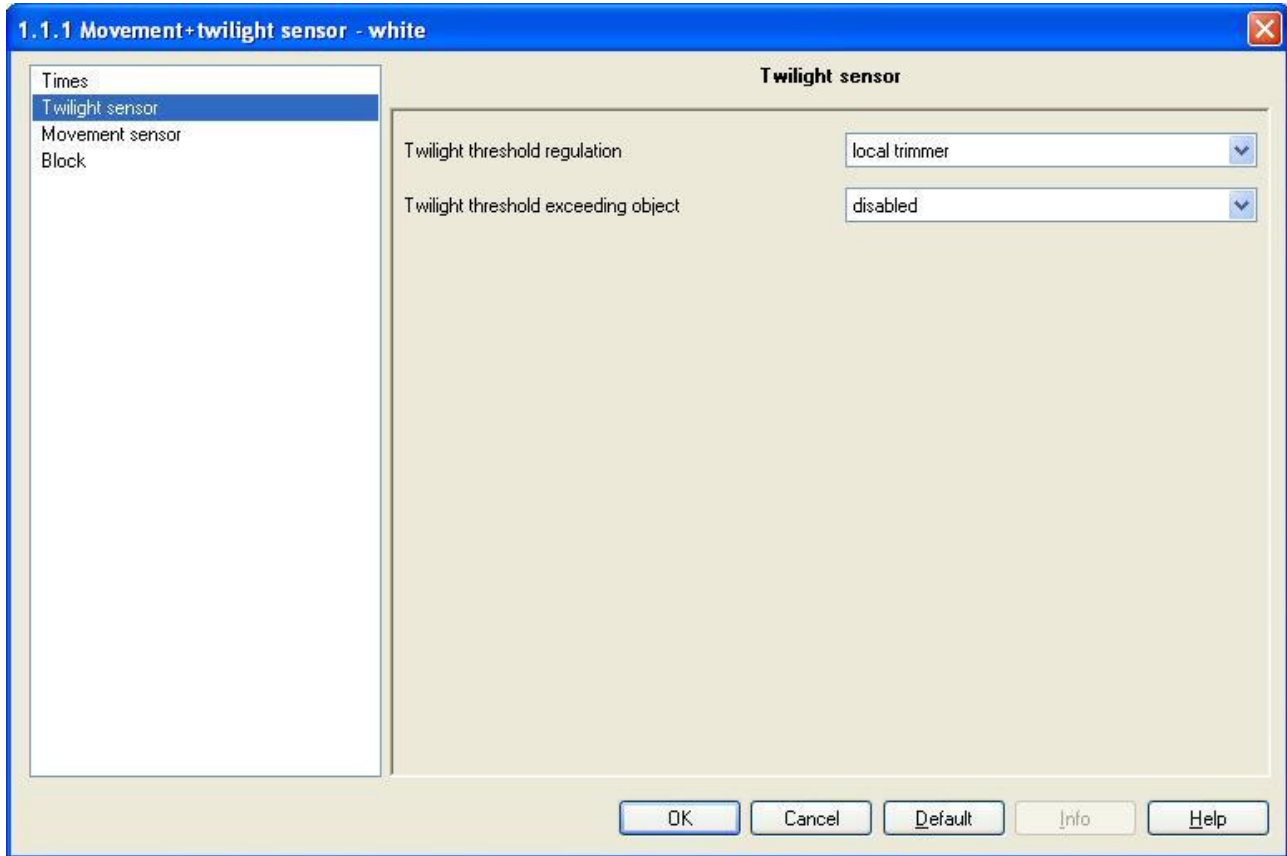 1.1.1 Movement+twilight sensor - white
Times
Twilight sensor
Movement sensor
Block
Twilight sensor
Twilight threshold regulation
local trimmer
Twilight threshold exceeding object
disabled
OK
Cancel
Default
Info
Help